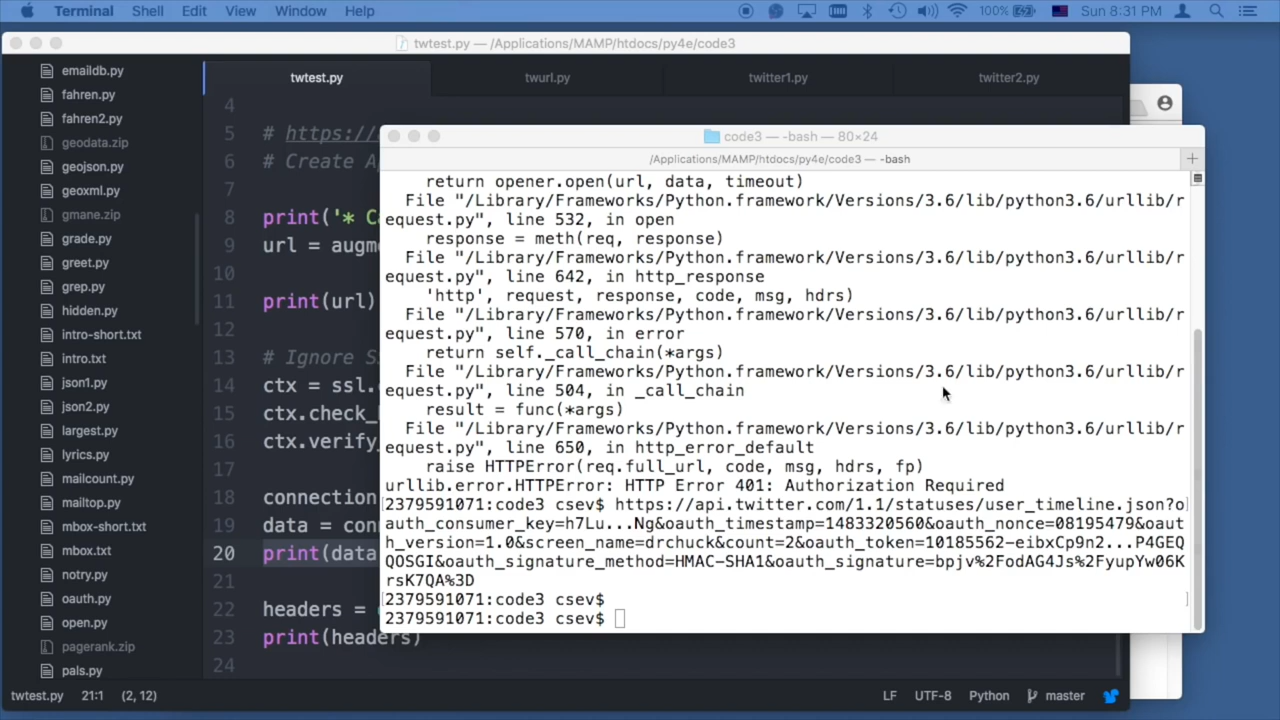 Terminal Shell Edit View Window Help 100% Sun 8:31 PM
twtest.py — /Applications/MAMP/htdocs/py4e/code3
emaildb.py
fahren.py
fahren2.py
geodata.zip
geojson.py
geoxml.py
gmane.zip
grade.py
greet.py
grep.py
hidden.py
intro-short.txt
intro.txt
json1.py
json2.py
largest.py
lyrics.py
mailcount.py
mailtop.py
mbox-short.txt
mbox.txt
notry.py
oauth.py
open.py
pagerank.zip
pals.py
twtest.py twurl.py twitter1.py twitter2.py
4
5 # https://
6 # Create A
7
8 print('* C
9 url = augm
10
11 print(url)
12
13 # Ignore S
14 ctx = ssl.
15 ctx.check_
16 ctx.verify_
17
18 connection
19 data = con
20 print(data
21
22 headers =
23 print(headers)
24
code3 — -bash — 80×24
/Applications/MAMP/htdocs/py4e/code3 — -bash
return opener.open(url, data, timeout)
File "/Library/Frameworks/Python.framework/Versions/3.6/lib/python3.6/urllib/r
equest.py", line 532, in open
response = meth(req, response)
File "/Library/Frameworks/Python.framework/Versions/3.6/lib/python3.6/urllib/r
equest.py", line 642, in http_response
'http', request, response, code, msg, hdrs)
File "/Library/Frameworks/Python.framework/Versions/3.6/lib/python3.6/urllib/r
equest.py", line 570, in error
return self._call_chain(*args)
File "/Library/Frameworks/Python.framework/Versions/3.6/lib/python3.6/urllib/r
equest.py", line 504, in _call_chain
result = func(*args)
File "/Library/Frameworks/Python.framework/Versions/3.6/lib/python3.6/urllib/r
equest.py", line 650, in http_error_default
raise HTTPError(req.full_url, code, msg, hdrs, fp)
urllib.error.HTTPError: HTTP Error 401: Authorization Required
[2379591071:code3 csev$ https://api.twitter.com/1.1/statuses/user_timeline.json?o]
auth_consumer_key=h7Lu...Ng&oauth_timestamp=1483320560&oauth_nonce=08195479&oaut
h_version=1.0&screen_name=drchuck&count=2&oauth_token=10185562-eibxCp9n2...P4GEQ
QOSGI&oauth_signature_method=HMAC-SHA1&oauth_signature=bpjv%2FodAG4Js%2FyupYw06K
rsK7QA%3D
[2379591071:code3 csev$ ]
2379591071:code3 csev$
twtest.py 21:1 (2, 12) LF UTF-8 Python master